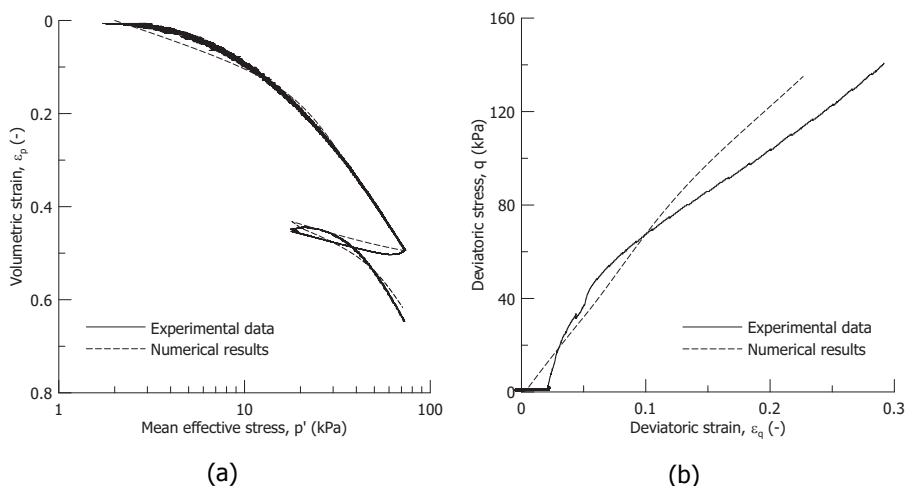 0
0.2
0.4
0.6
0.8
Volumetric strain, εp (-)
Experimental data
Numerical results
1
10
100
Mean effective stress, p' (kPa)
(a)
160
120
80
40
0
Deviatoric stress, q (kPa)
Experimental data
Numerical results
0
0.1
0.2
0.3
Deviatoric strain, εq (-)
(b)